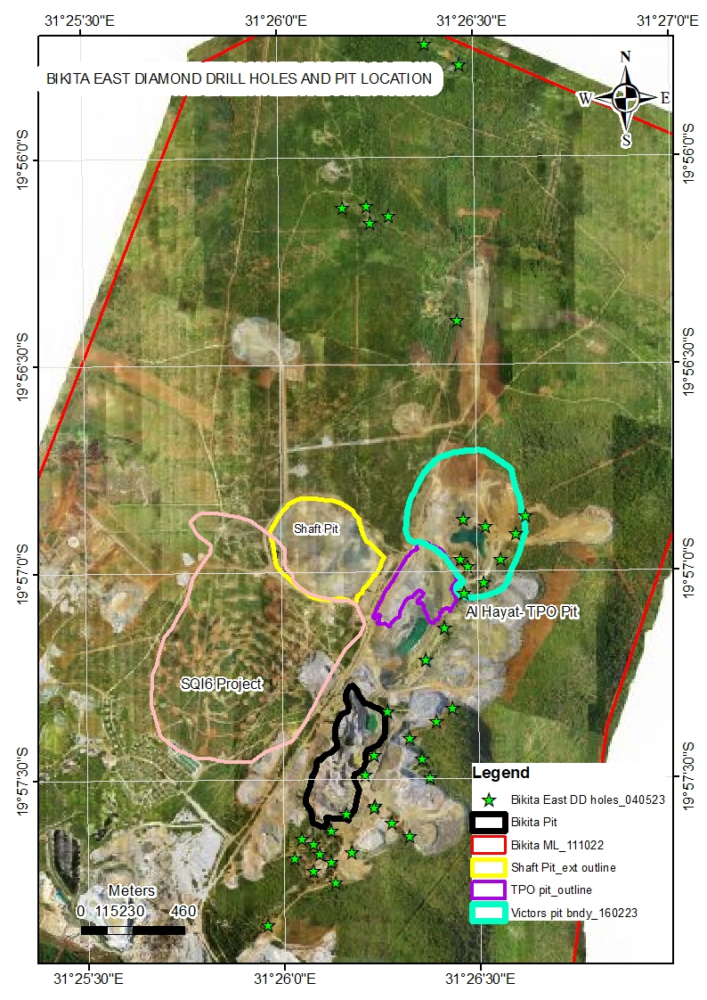 31°25'30"E 31°26'0"E 31°26'30"E 31°27'0"E
BIKITA EAST DIAMOND DRILL HOLES AND PIT LOCATION
N
W E
S
19°56'0"S 19°56'0"S
19°56'30"S 19°56'30"S
Shaft Pit
19°57'0"S 19°57'0"S
Al Hayat- TPO Pit
SQI6 Project
19°57'30"S 19°57'30"S
Legend
Bikita East DD holes_040523
Bikita Pit
Bikita ML_111022
Shaft Pit_ext outline
TPO pit_outline
Victors pit bndy_160223
Meters
0 115230 460
31°25'30"E 31°26'0"E 31°26'30"E